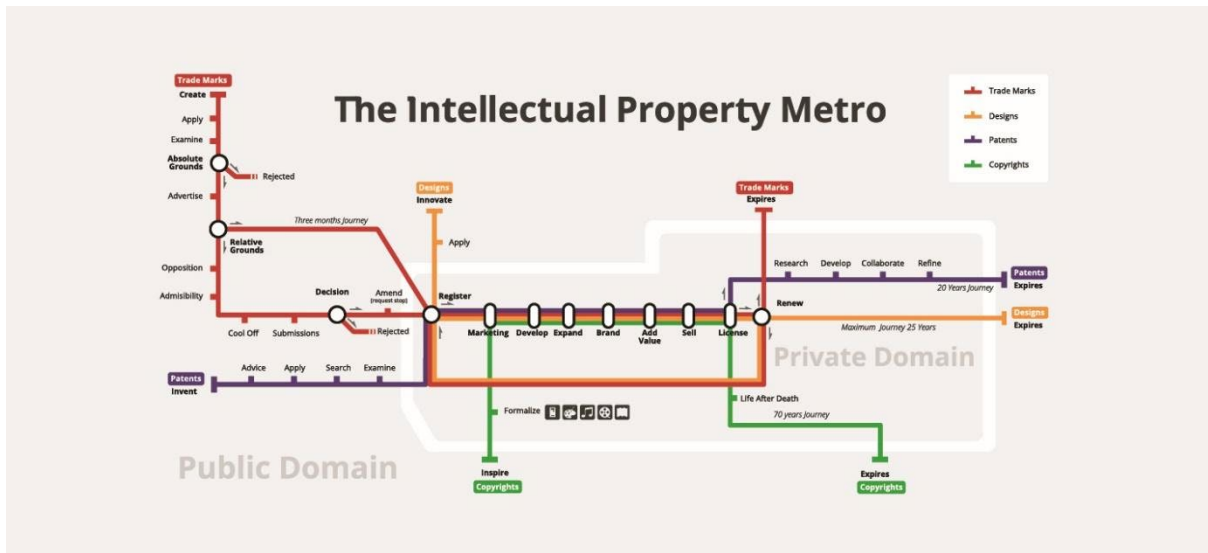 The Intellectual Property Metro
Trade Marks
Create
Apply
Examine
Absolute
Grounds
Rejected
Advertise
Three months Journey
Relative
Grounds
Opposition
Admisibility
Cool Off
Submissions
Decision
Rejected
Amend
(request stop)
Patents
Invent
Advice
Apply
Search
Examine
Designs
Innovate
Apply
Register
Marketing
Develop
Expand
Brand
Add
Value
Sell
License
Renew
Trade Marks
Expires
Research
Develop
Collaborate
Refine
20 Years Journey
Patents
Expires
Maximum Journey 25 Years
Designs
Expires
Private Domain
Life After Death
70 years Journey
Expires
Copyrights
Formalize
Inspire
Copyrights
Public Domain
Trade Marks
Designs
Patents
Copyrights